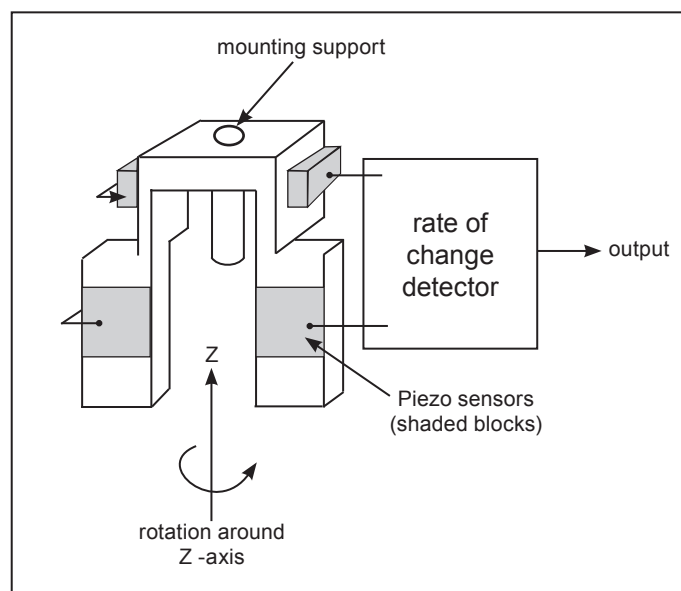 mounting support
rate of
change
detector
output
Z
Piezo sensors
(shaded blocks)
rotation around
Z -axis